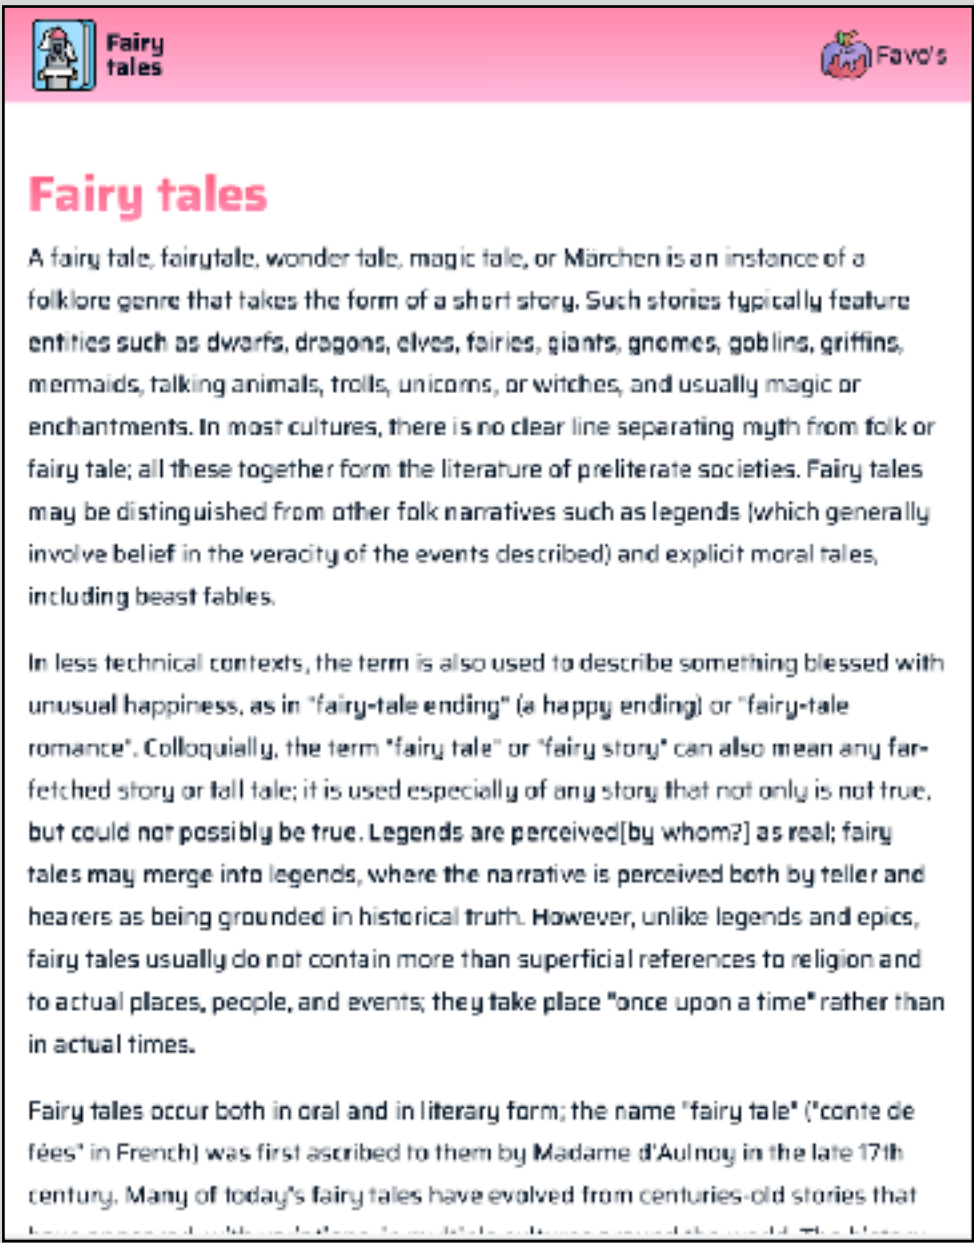 Fairy
tales
Favo's
Fairy tales
A fairy tale, fairytale, wonder tale, magic tale, or Märchen is an instance of a
folklore genre that takes the form of a short story. Such stories typically feature
entities such as dwarfs, dragons, elves, fairies, giants, gnomes, goblins, griffins,
mermaids, talking animals, trolls, unicorns, or witches, and usually magic or
enchantments. In most cultures, there is no clear line separating myth from folk or
fairy tale; all these together form the literature of preliterate societies. Fairy tales
may be distinguished from other folk narratives such as legends (which generally
involve belief in the veracity of the events described) and explicit moral tales,
including beast fables.
In less technical contexts, the term is also used to describe something blessed with
unusual happiness, as in "fairy-tale ending" (a happy ending) or "fairy-tale
romance". Colloquially, the term "fairy tale" or "fairy story" can also mean any far-
fetched story or tall tale; it is used especially of any story that not only is not true,
but could not possibly be true. Legends are perceived[by whom?] as real; fairy
tales may merge into legends, where the narrative is perceived both by teller and
hearers as being grounded in historical truth. However, unlike legends and epics,
fairy tales usually do not contain more than superficial references to religion and
to actual places, people, and events; they take place "once upon a time" rather than
in actual times.
Fairy tales occur both in oral and in literary form; the name "fairy tale" ("conte de
fées" in French) was first ascribed to them by Madame d'Aulnoy in the late 17th
century. Many of today's fairy tales have evolved from centuries-old stories that